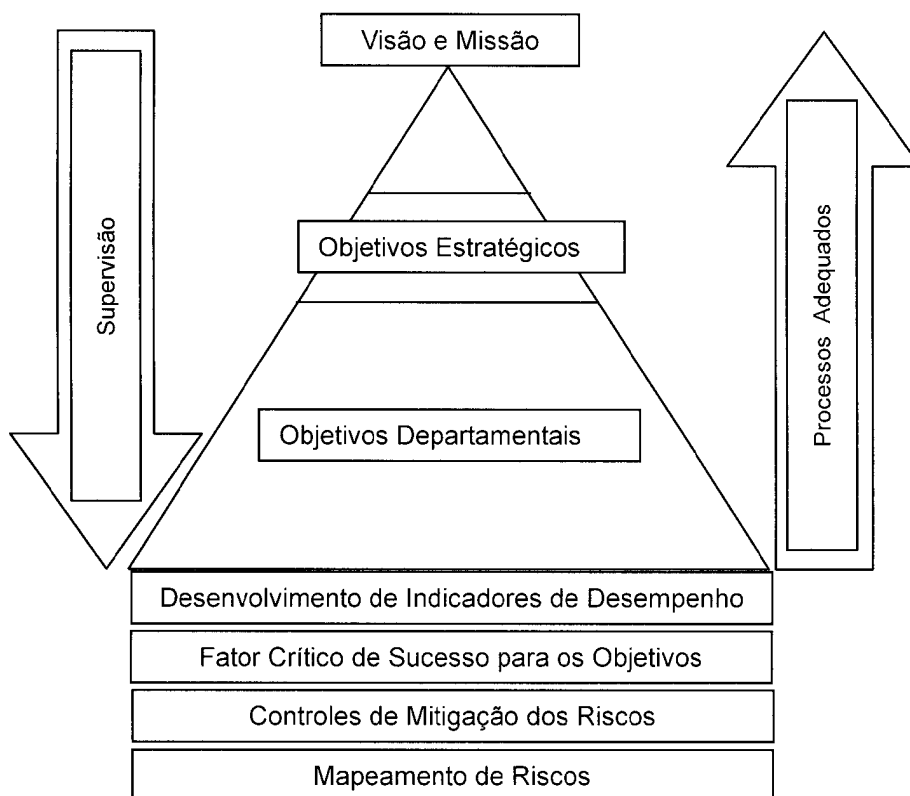 Visão e Missão
Supervisão
Processos Adequados
Objetivos Estratégicos
Objetivos Departamentais
Desenvolvimento de Indicadores de Desempenho
Fator Crítico de Sucesso para os Objetivos
Controles de Mitigação dos Riscos
Mapeamento de Riscos